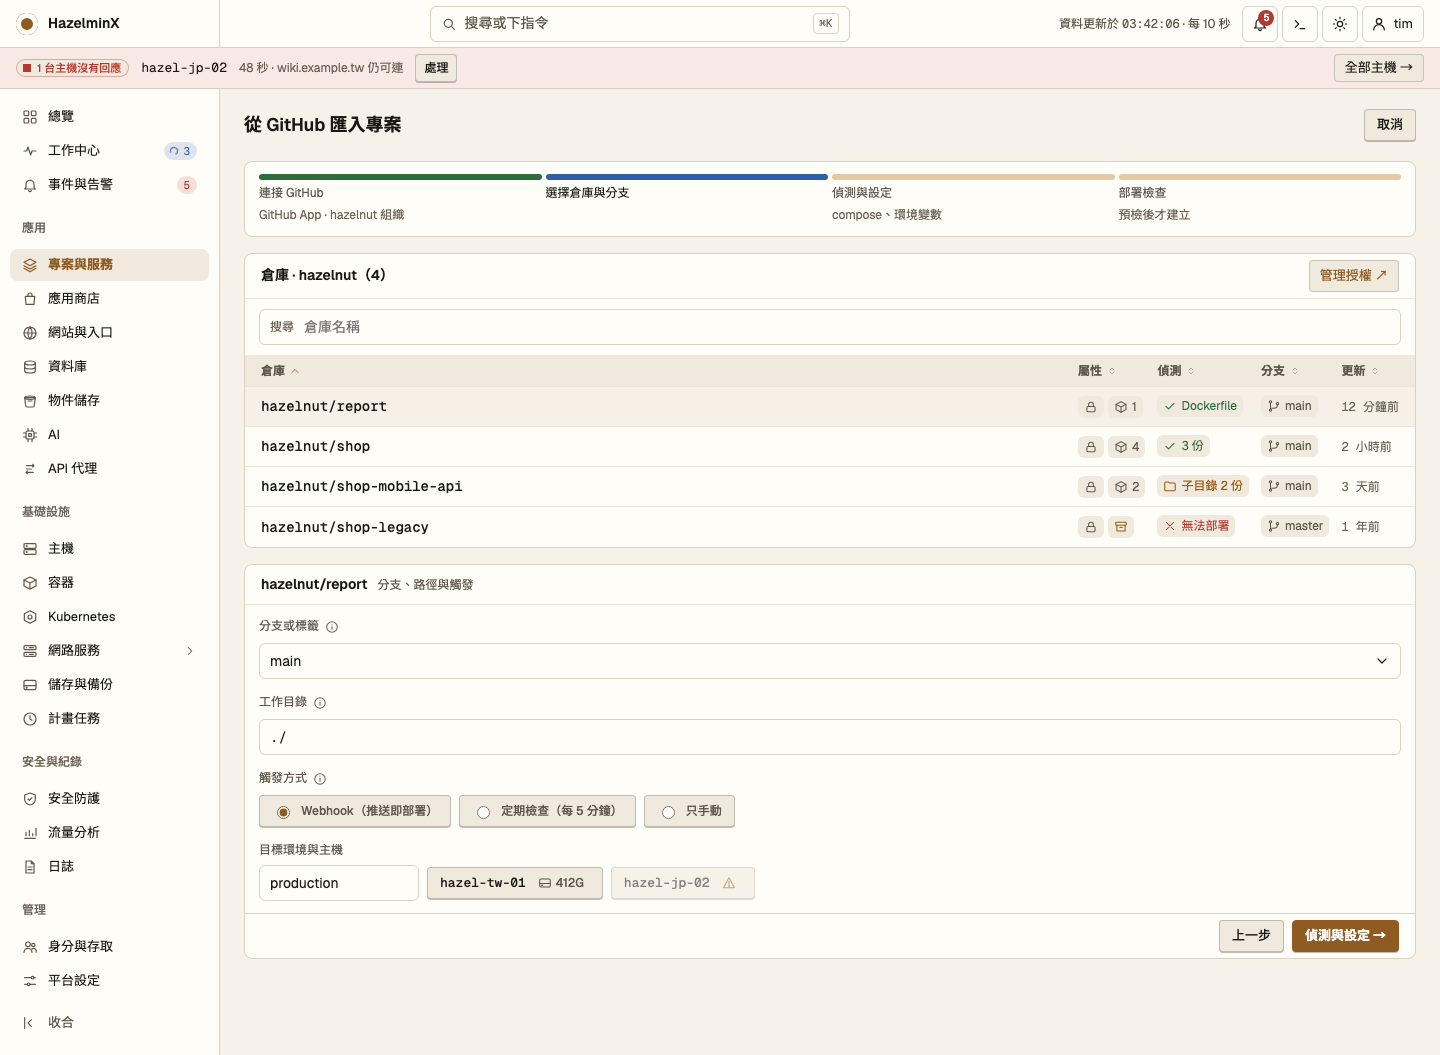 HazelminX
搜尋或下指令
⌘K
資料更新於 03:42:06 · 每 10 秒
5
tim
1 台主機沒有回應
hazel-jp-02
48 秒 · wiki.example.tw 仍可連
處理
全部主機 →
總覽
工作中心
3
事件與告警
5
應用
專案與服務
應用商店
網站與入口
資料庫
物件儲存
AI
API 代理
基礎設施
主機
容器
Kubernetes
網路服務
儲存與備份
計畫任務
安全與紀錄
安全防護
流量分析
日誌
管理
身分與存取
平台設定
收合
從 GitHub 匯入專案
取消
連接 GitHub
GitHub App · hazelnut 組織
選擇倉庫與分支
偵測與設定
compose、環境變數
部署檢查
預檢後才建立
倉庫 · hazelnut（4）
管理授權 ↗
搜尋 倉庫名稱
倉庫 屬性 偵測 分支 更新
hazelnut/report 1 Dockerfile main 12 分鐘前
hazelnut/shop 4 3 份 main 2 小時前
hazelnut/shop-mobile-api 2 子目錄 2 份 main 3 天前
hazelnut/shop-legacy 無法部署 master 1 年前
hazelnut/report 分支、路徑與觸發
分支或標籤
main
工作目錄
./
觸發方式
Webhook（推送即部署）
定期檢查（每 5 分鐘）
只手動
目標環境與主機
production
hazel-tw-01 412G
hazel-jp-02
上一步
偵測與設定 →